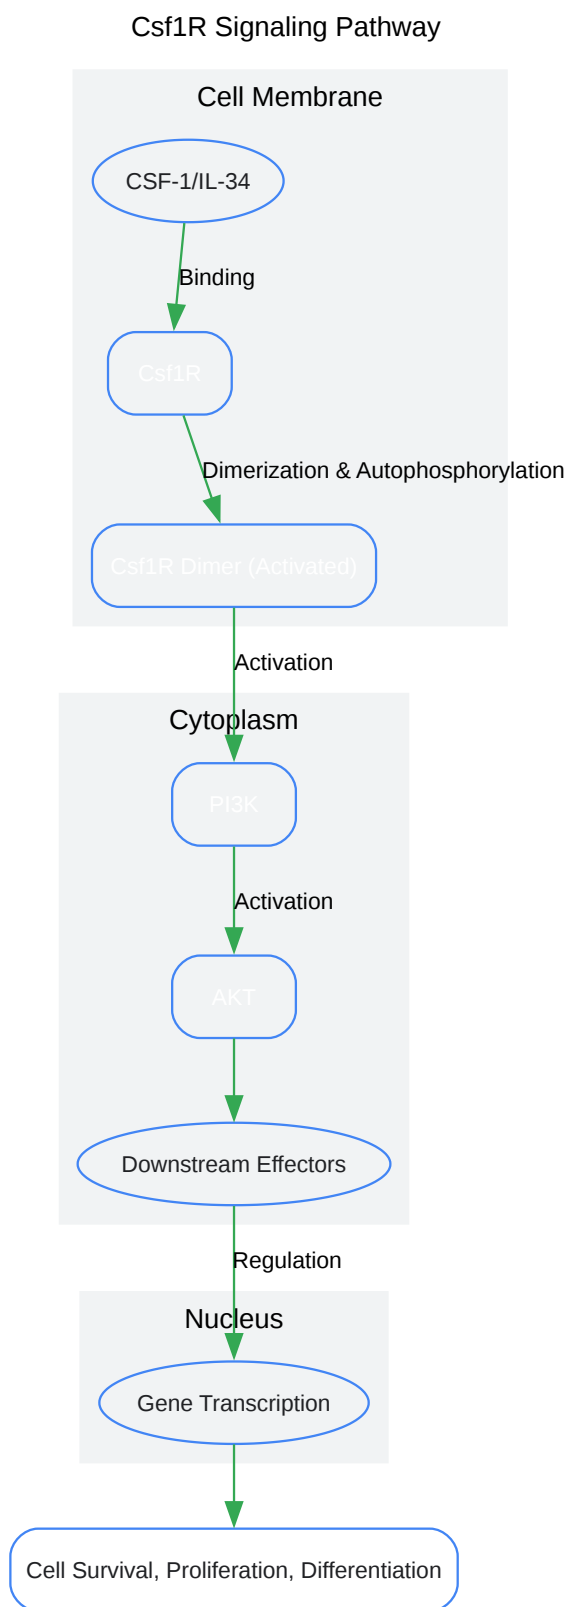 Csf1R Signaling Pathway
Cell Membrane
CSF-1/IL-34
Binding
Csf1R
Dimerization & Autophosphorylation
Csf1R Dimer (Activated)
Activation
Cytoplasm
PI3K
Activation
AKT
Downstream Effectors
Regulation
Nucleus
Gene Transcription
Cell Survival, Proliferation, Differentiation